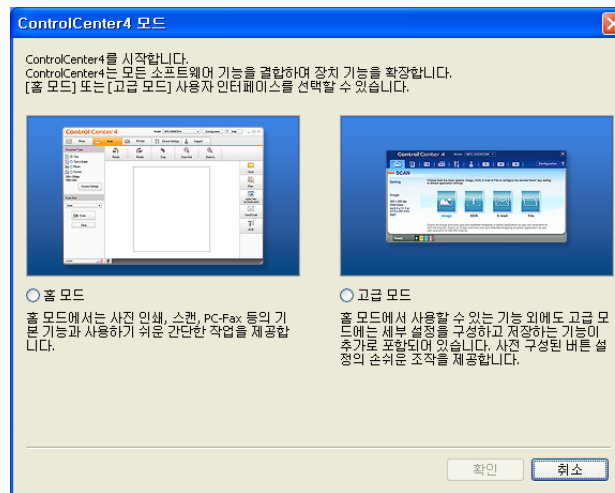 ControlCenter4 모드
ControlCenter4를 시작합니다.
ControlCenter4는 모든 소프트웨어 기능을 결합하며 장치 기능을 확장합니다.
[홈 모드] 또는 [고급 모드] 사용자 인터페이스를 선택할 수 있습니다.
Control Center 4
Control Center 4
SCAN
Image
OCR
E-mail
File
홈 모드
홈 모드에서는 사진 인쇄, 스캔, PC-Fax 등의 기
본 기능과 사용하기 쉬운 간단한 작업을 제공합
니다.
고급 모드
홈 모드에서 사용할 수 있는 기능 외에도 고급 모
드에는 세부 설정을 구성하고 저장하는 기능이
추가로 포함되어 있습니다. 사전 구성된 버튼 설
정의 손쉬운 조작을 제공합니다.
확인
취소